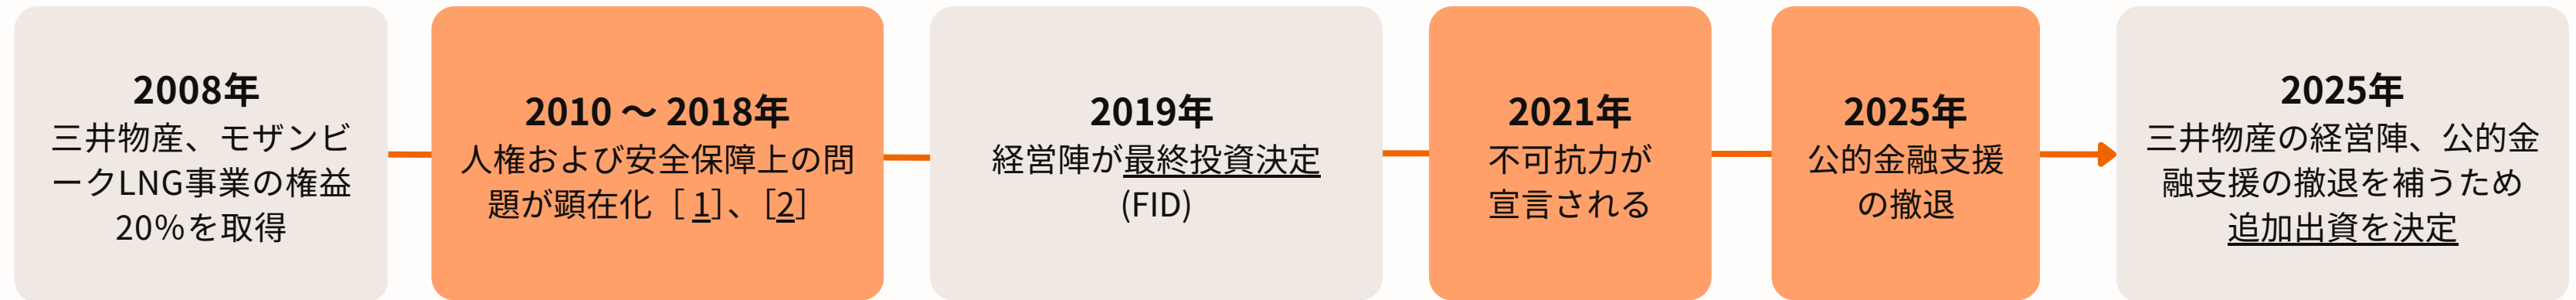 2008年
三井物産、モザンビ
ークLNG事業の権益
20%を取得
2010 〜 2018年
人権および安全保障上の問
題が顕在化［ 1］、［2］
2019年
経営陣が最終投資決定
(FID)
2021年
不可抗力が
宣言される
2025年
公的金融支援
の撤退
2025年
三井物産の経営陣、公的金
融支援の撤退を補うため
追加出資を決定